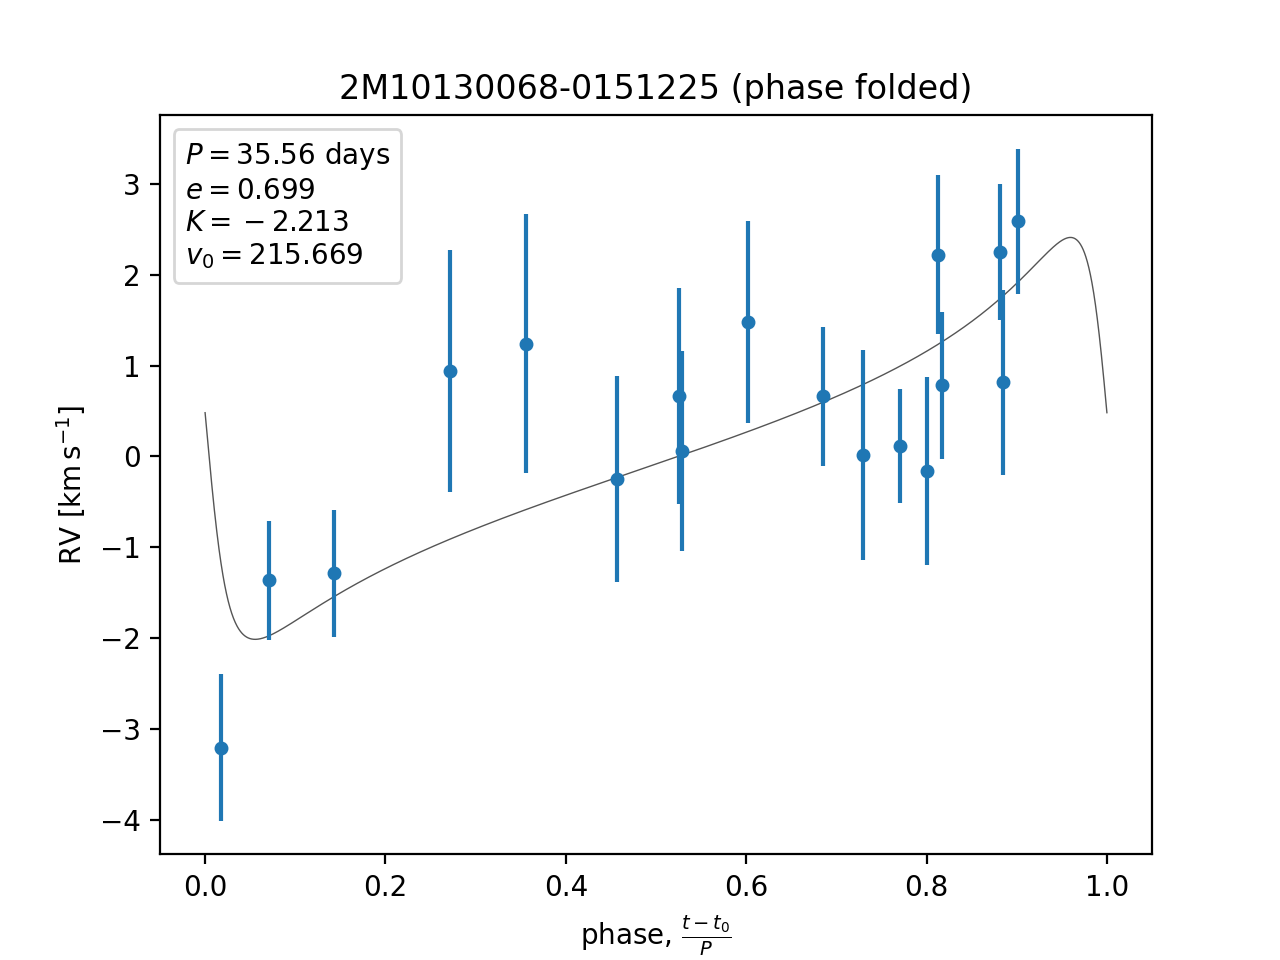 2M10130068-0151225 (phase folded)
P = 35.56 days
e = 0.699
K = −2.213
v₀ = 215.669
3
2
1
0
−1
−2
−3
−4
RV [km s⁻¹]
0.0 0.2 0.4 0.6 0.8 1.0
phase, (t − t₀)/P